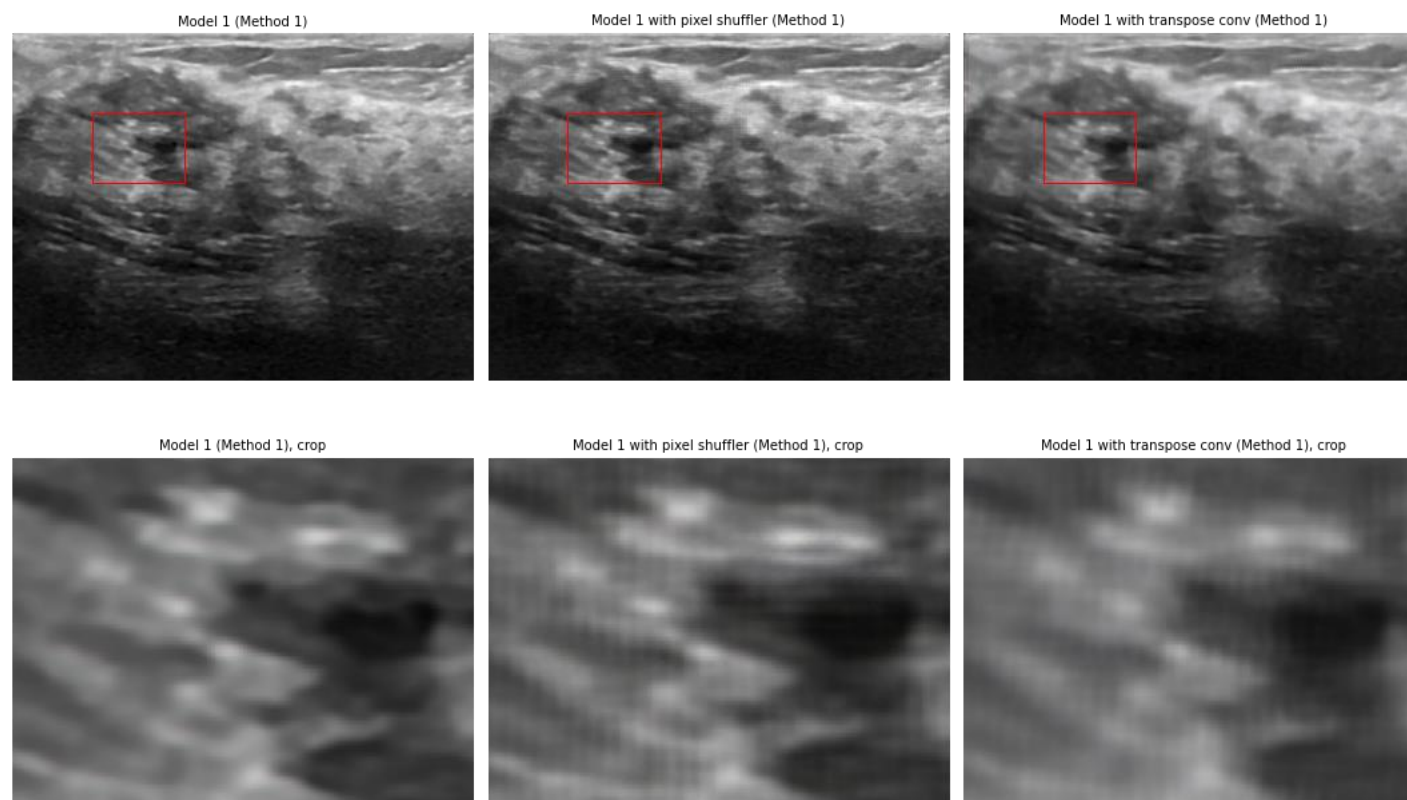 Model 1 (Method 1)
Model 1 with pixel shuffler (Method 1)
Model 1 with transpose conv (Method 1)
Model 1 (Method 1), crop
Model 1 with pixel shuffler (Method 1), crop
Model 1 with transpose conv (Method 1), crop